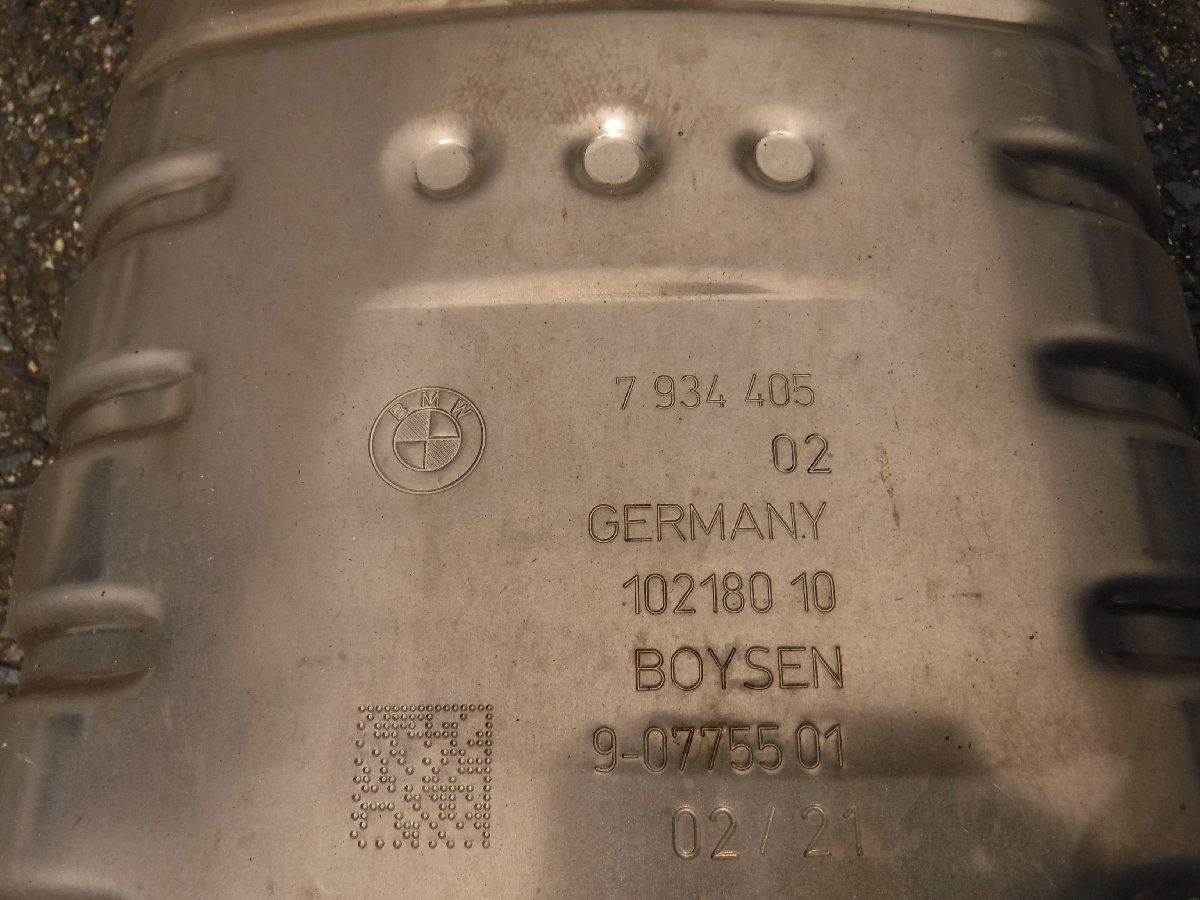 BMW
7 934 405
02
GERMANY
102180 10
BOYSEN
9-07755 01
02/21